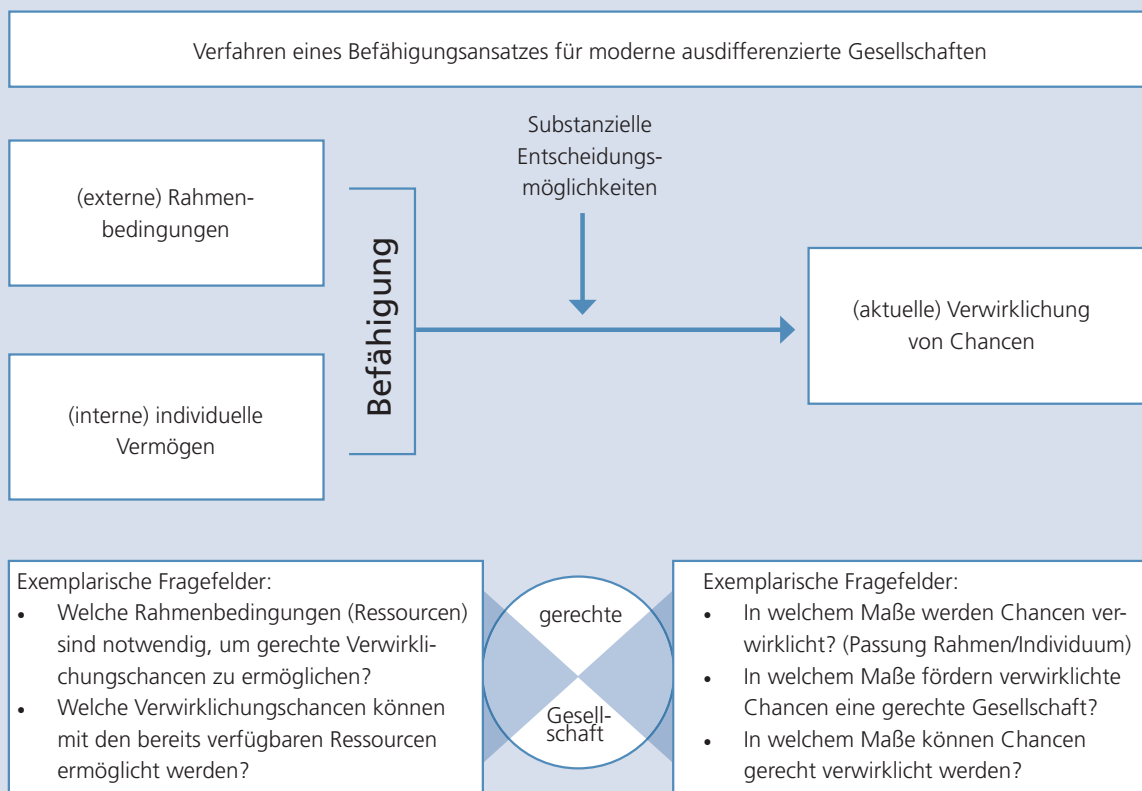 Verfahren eines Befähigungsansatzes für moderne ausdifferenzierte Gesellschaften
Substanzielle
Entscheidungs-
möglichkeiten
(externe) Rahmen-
bedingungen
Befähigung
(aktuelle) Verwirklichung
von Chancen
(interne) individuelle
Vermögen
Exemplarische Fragefelder:
• Welche Rahmenbedingungen (Ressourcen)
sind notwendig, um gerechte Verwirkli-
chungschancen zu ermöglichen?
• Welche Verwirklichungschancen können
mit den bereits verfügbaren Ressourcen
ermöglicht werden?
gerechte
Gesell-
schaft
Exemplarische Fragefelder:
• In welchem Maße werden Chancen ver-
wirklicht? (Passung Rahmen/Individuum)
• In welchem Maße fördern verwirklichte
Chancen eine gerechte Gesellschaft?
• In welchem Maße können Chancen
gerecht verwirklicht werden?